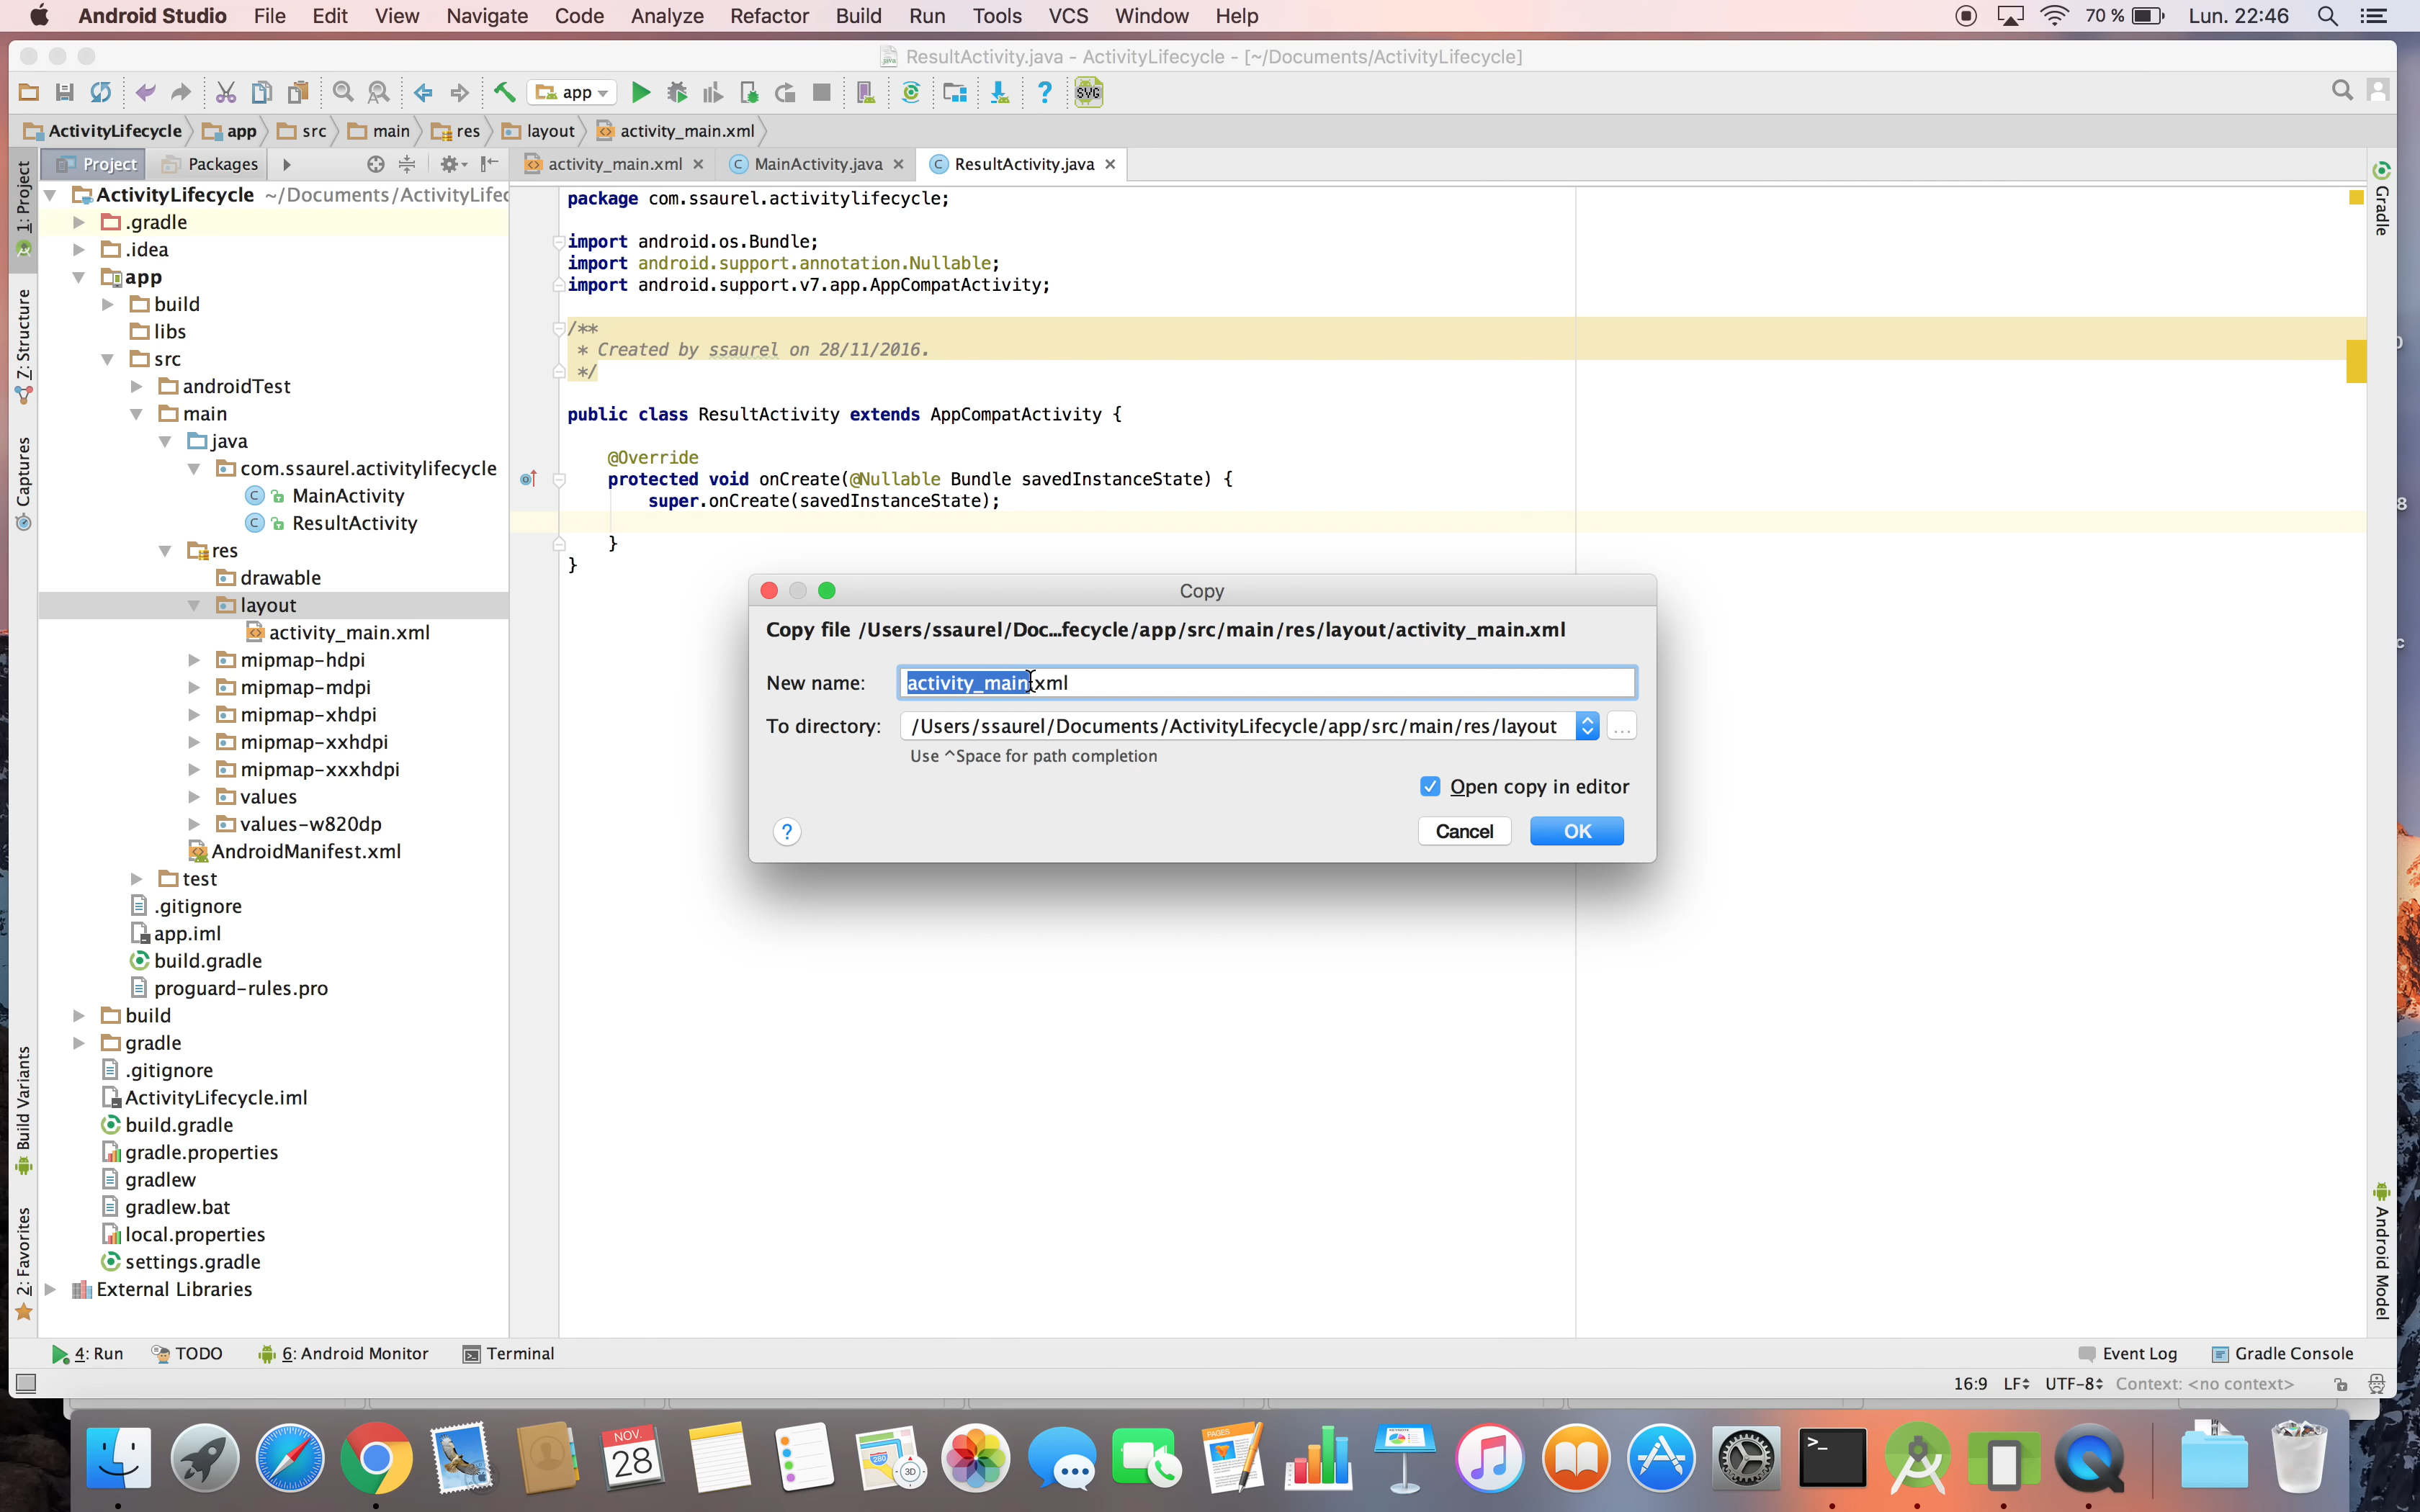 Android Studio File Edit View Navigate Code Analyze Refactor Build Run Tools VCS Window Help 70 % Lun. 22:46
ResultActivity.java - ActivityLifecycle - [~/Documents/ActivityLifecycle]
app ? SVG
ActivityLifecycle app src main res layout activity_main.xml
Project Packages
activity_main.xml MainActivity.java ResultActivity.java
1: Project
7: Structure
Captures
Build Variants
2: Favorites
ActivityLifecycle ~/Documents/ActivityLifec
.gradle
.idea
app
build
libs
src
androidTest
main
java
com.ssaurel.activitylifecycle
MainActivity
ResultActivity
res
drawable
layout
activity_main.xml
mipmap-hdpi
mipmap-mdpi
mipmap-xhdpi
mipmap-xxhdpi
mipmap-xxxhdpi
values
values-w820dp
AndroidManifest.xml
test
.gitignore
app.iml
build.gradle
proguard-rules.pro
build
gradle
.gitignore
ActivityLifecycle.iml
build.gradle
gradle.properties
gradlew
gradlew.bat
local.properties
settings.gradle
External Libraries
package com.ssaurel.activitylifecycle;
import android.os.Bundle;
import android.support.annotation.Nullable;
import android.support.v7.app.AppCompatActivity;
/**
* Created by ssaurel on 28/11/2016.
*/
public class ResultActivity extends AppCompatActivity {
@Override
protected void onCreate(@Nullable Bundle savedInstanceState) {
super.onCreate(savedInstanceState);
}
}
Copy
Copy file /Users/ssaurel/Doc...fecycle/app/src/main/res/layout/activity_main.xml
New name: activity_main.xml
To directory: /Users/ssaurel/Documents/ActivityLifecycle/app/src/main/res/layout ...
Use ^Space for path completion
Open copy in editor
? Cancel OK
Gradle
Android Model
4: Run TODO 6: Android Monitor Terminal Event Log Gradle Console
16:9 LF UTF-8 Context: <no context>
NOV.
28
PAGES
280
3D